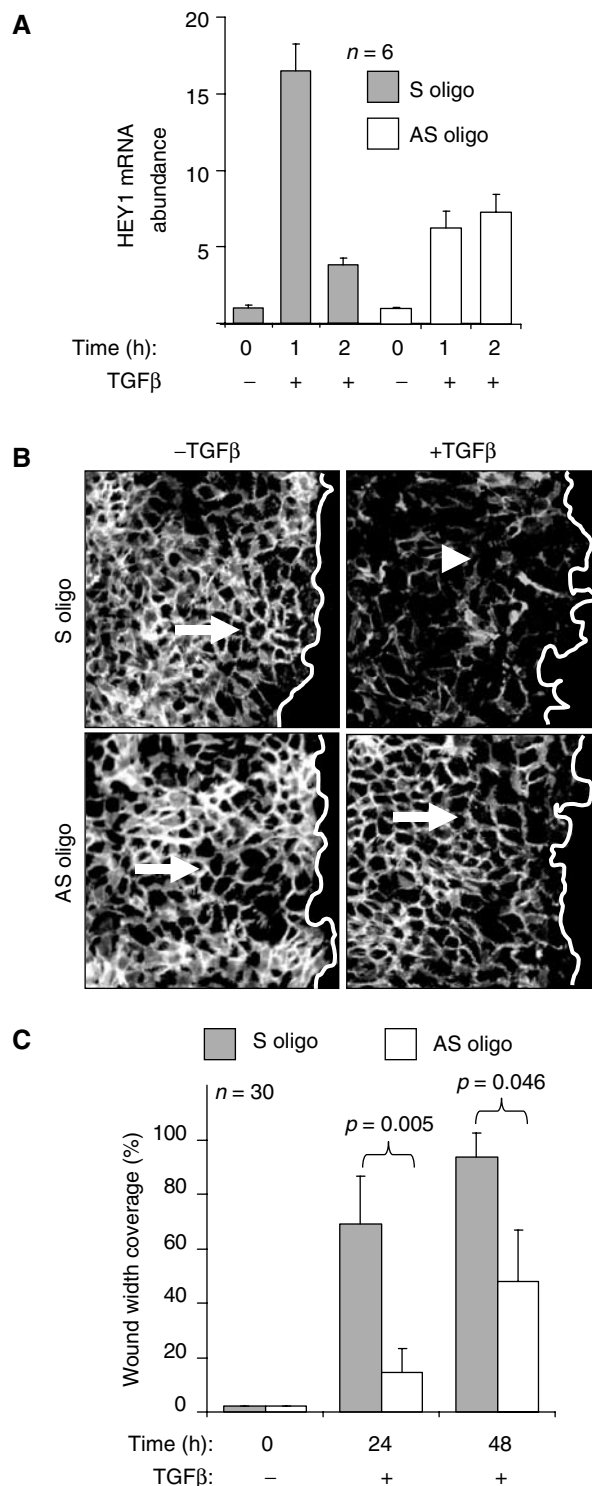 A
20
15
10
5
HEY1 mRNA
abundance
n = 6
S oligo
AS oligo
Time (h): 0 1 2 0 1 2
TGFβ – + + – + +
B
–TGFβ +TGFβ
S oligo
AS oligo
C
S oligo AS oligo
n = 30
p = 0.005
p = 0.046
Wound width coverage (%)
100
80
60
40
20
0
Time (h): 0 24 48
TGFβ: – + +